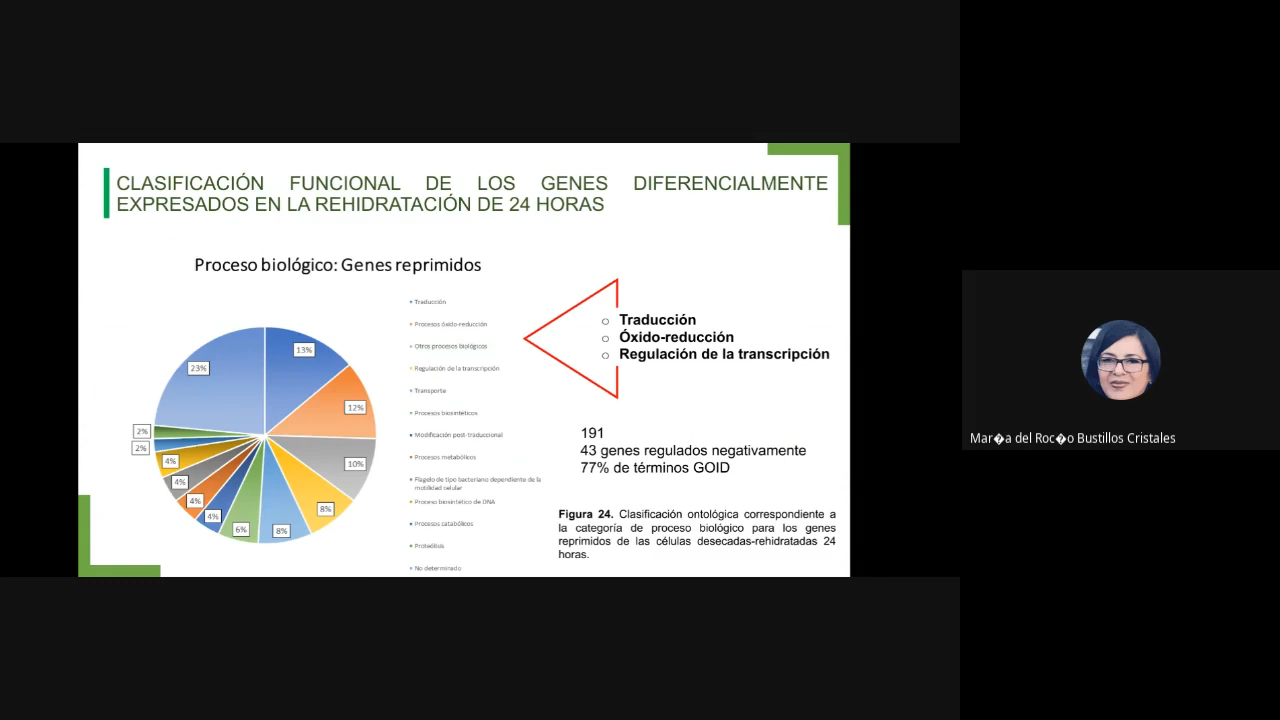 CLASIFICACIÓN FUNCIONAL DE LOS GENES DIFERENCIALMENTE
EXPRESADOS EN LA REHIDRATACIÓN DE 24 HORAS
Proceso biológico: Genes reprimidos
13%
12%
10%
8%
8%
6%
4%
4%
4%
4%
2%
2%
23%
Traducción
Procesos óxido-reducción
Otros procesos biológicos
Regulación de la transcripción
Transporte
Procesos biosintéticos
Modificación post-traduccional
Procesos metabólicos
Flagelo de tipo bacteriano dependiente de la
motilidad celular
Proceso biosintético de DNA
Procesos catabólicos
Proteólisis
No determinado
Traducción
Óxido-reducción
Regulación de la transcripción
191
43 genes regulados negativamente
77% de términos GOID
Figura 24. Clasificación ontológica correspondiente a
la categoría de proceso biológico para los genes
reprimidos de las células desecadas-rehidratadas 24
horas.
Mar�a del Roc�o Bustillos Cristales